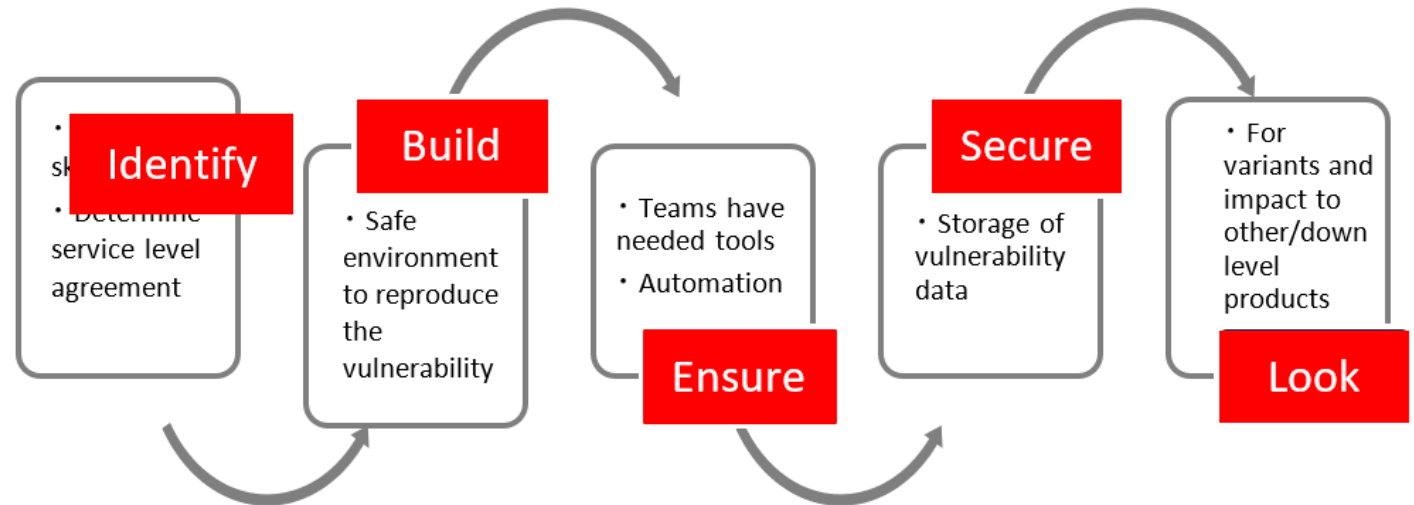 Identify
· Determine
service level
agreement
Build
· Safe
environment
to reproduce
the
vulnerability
· Teams have
needed tools
· Automation
Ensure
Secure
· Storage of
vulnerability
data
· For
variants and
impact to
other/down
level
products
Look